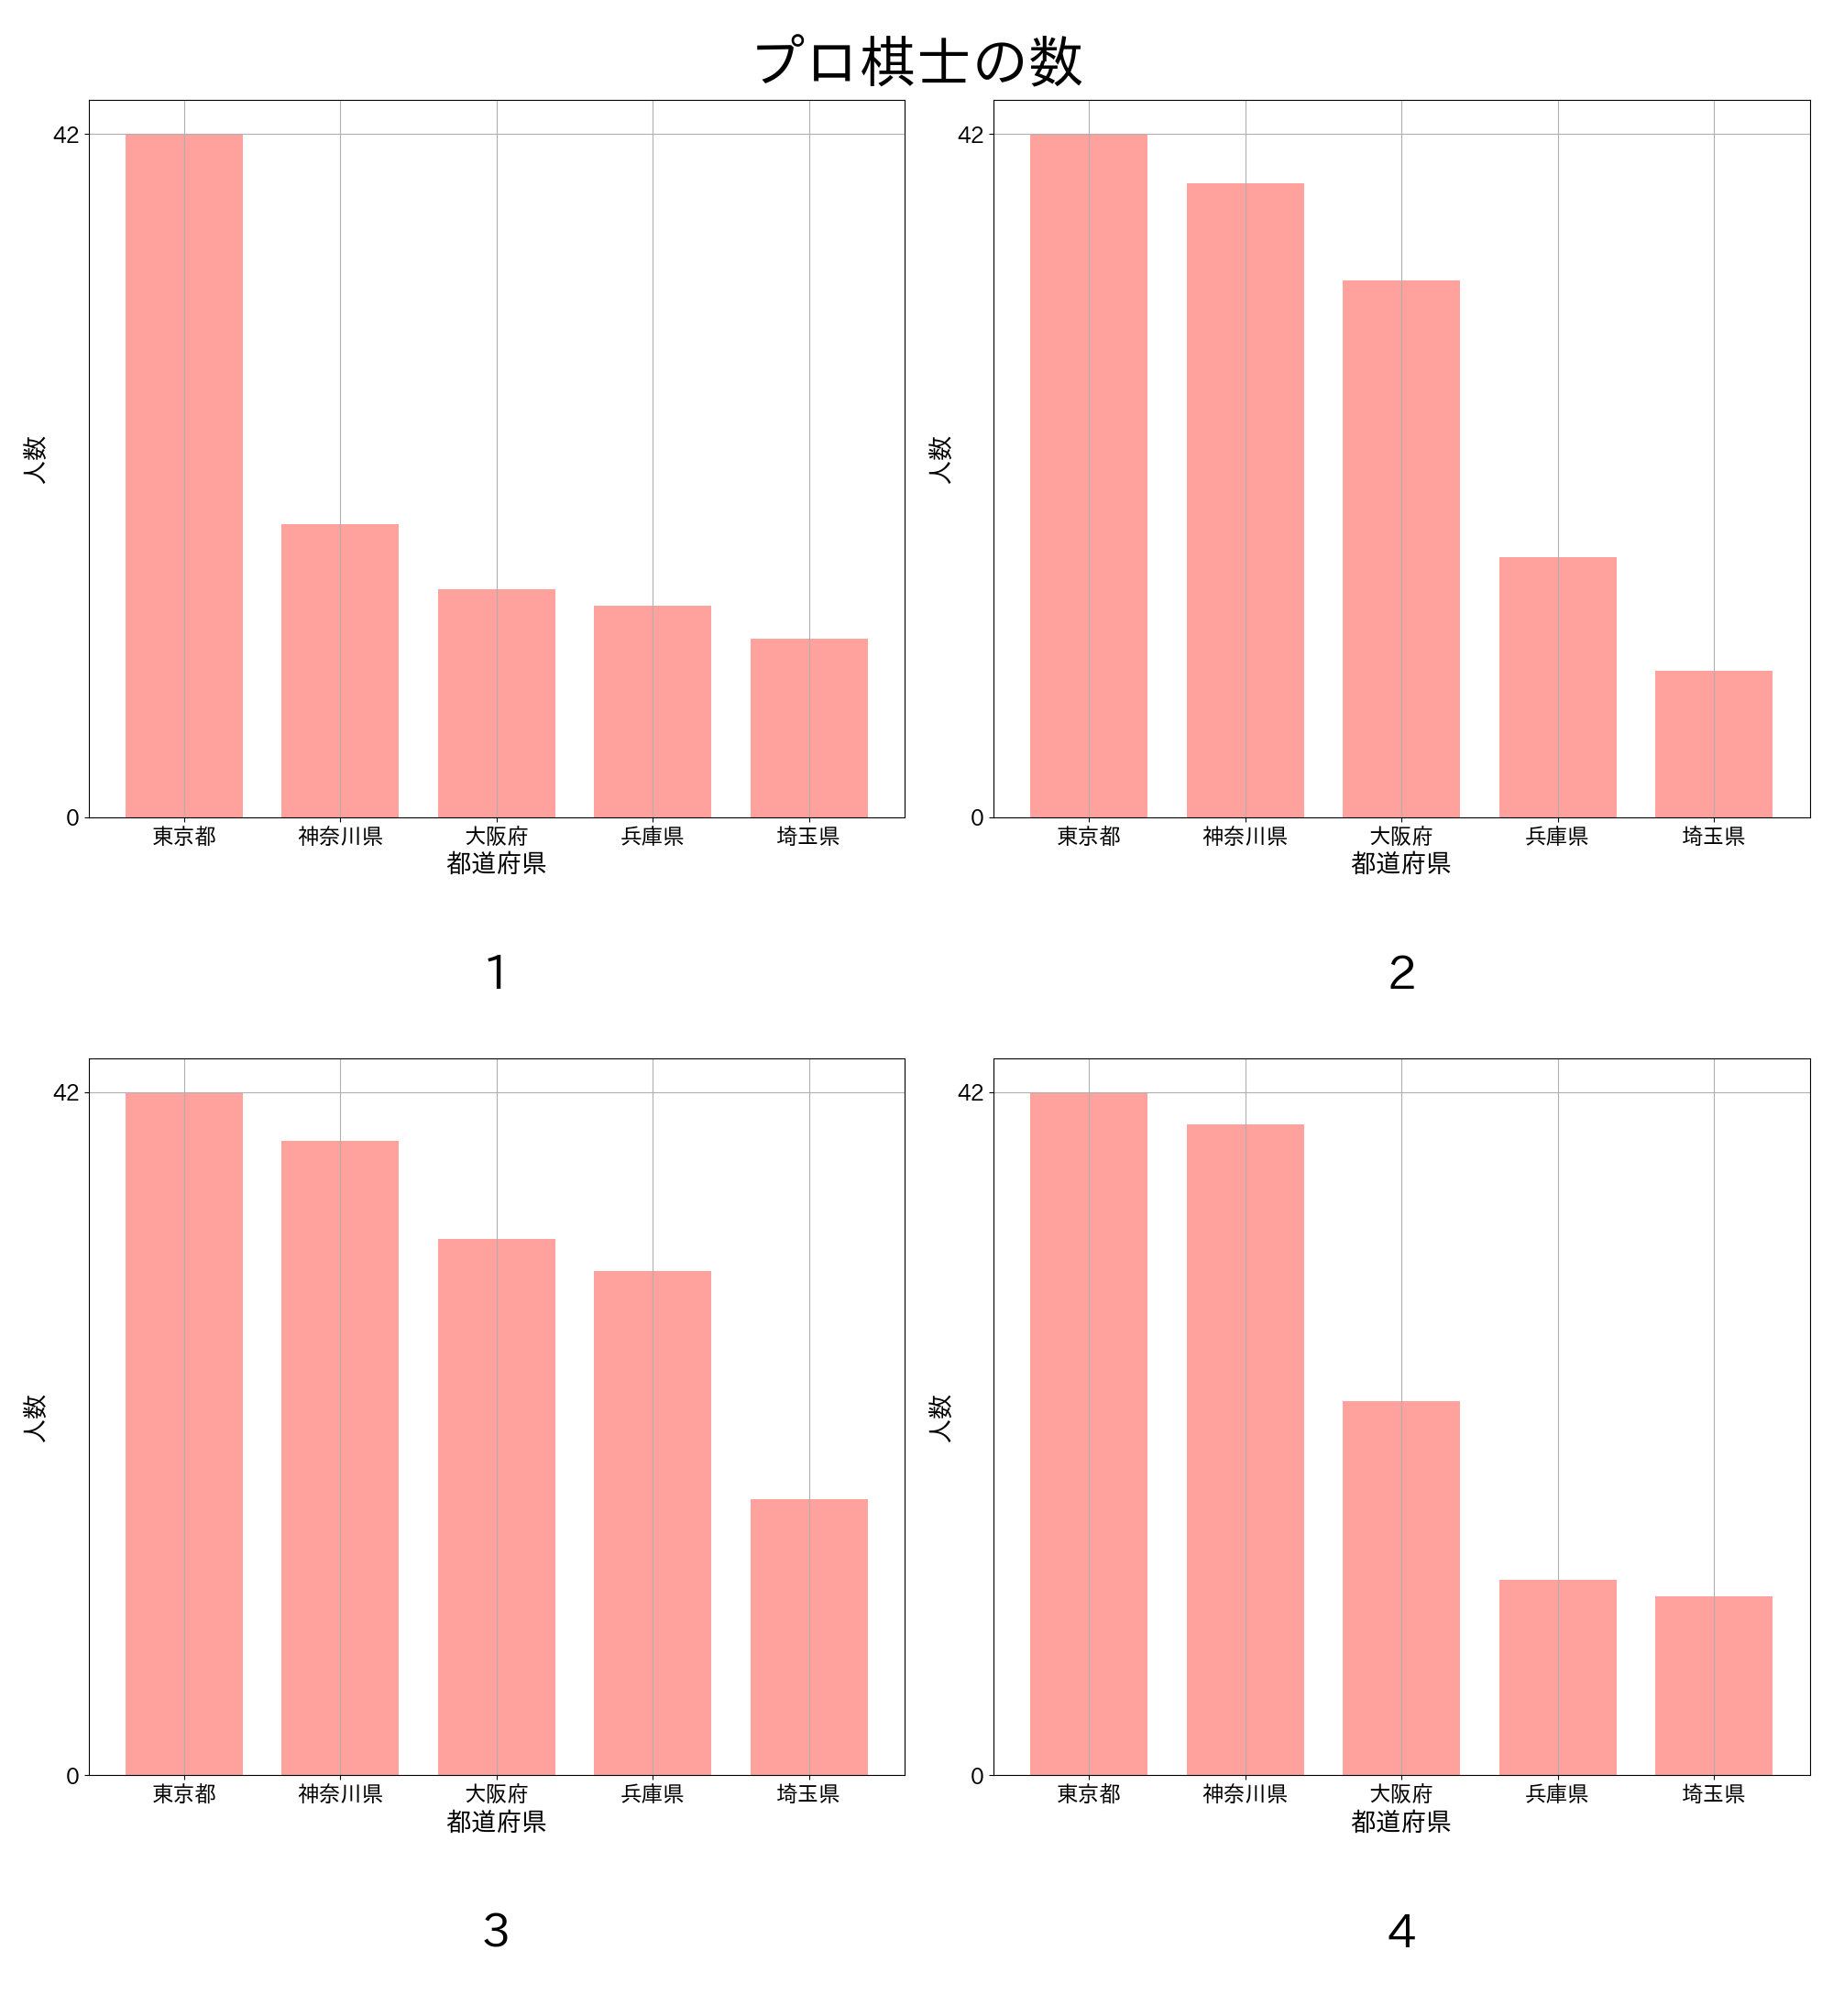 プロ棋士の数
42
人数
0
東京都 神奈川県 大阪府 兵庫県 埼玉県
都道府県
1
42
人数
0
東京都 神奈川県 大阪府 兵庫県 埼玉県
都道府県
2
42
人数
0
東京都 神奈川県 大阪府 兵庫県 埼玉県
都道府県
3
42
人数
0
東京都 神奈川県 大阪府 兵庫県 埼玉県
都道府県
4